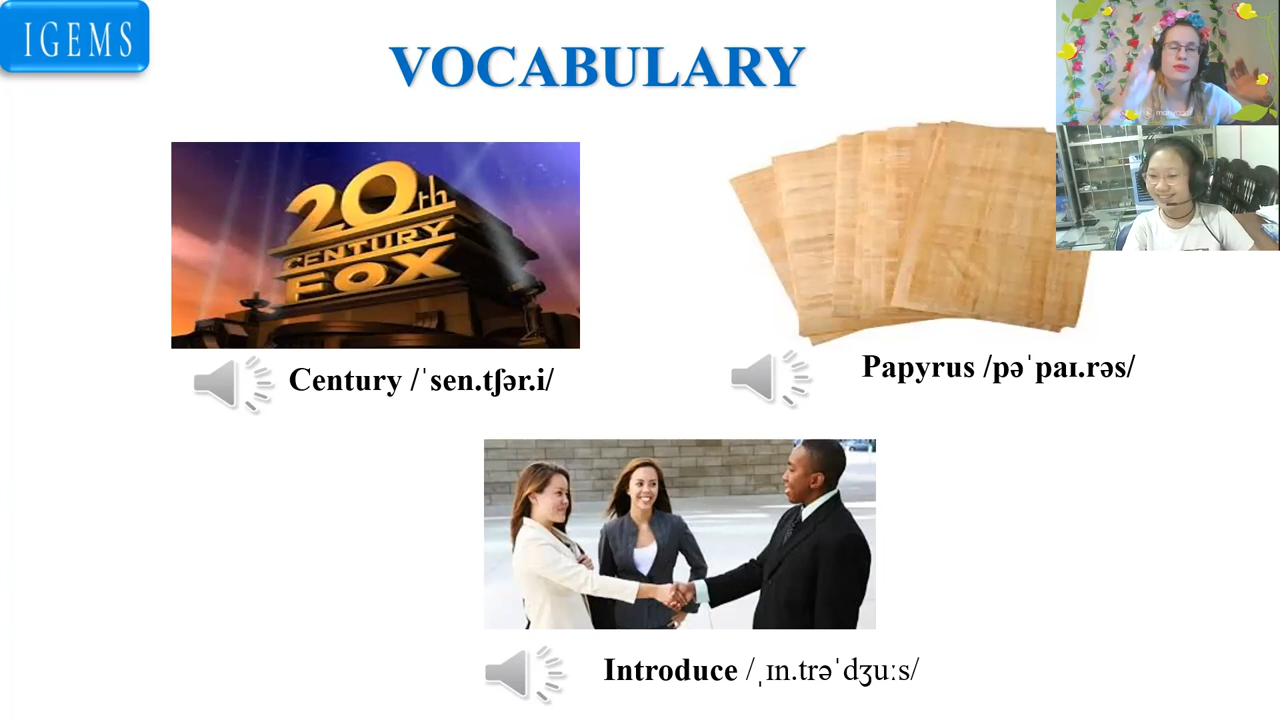 IGEMS
VOCABULARY
20th
CENTURY
FOX
Century /ˈsen.tʃər.i/
Papyrus /pəˈpaɪ.rəs/
Introduce /ˌɪn.trəˈdʒuːs/